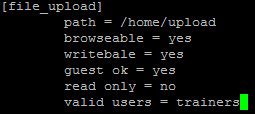 [file_upload]
path = /home/upload
browseable = yes
writebale = yes
guest ok = yes
read only = no
valid users = trainers